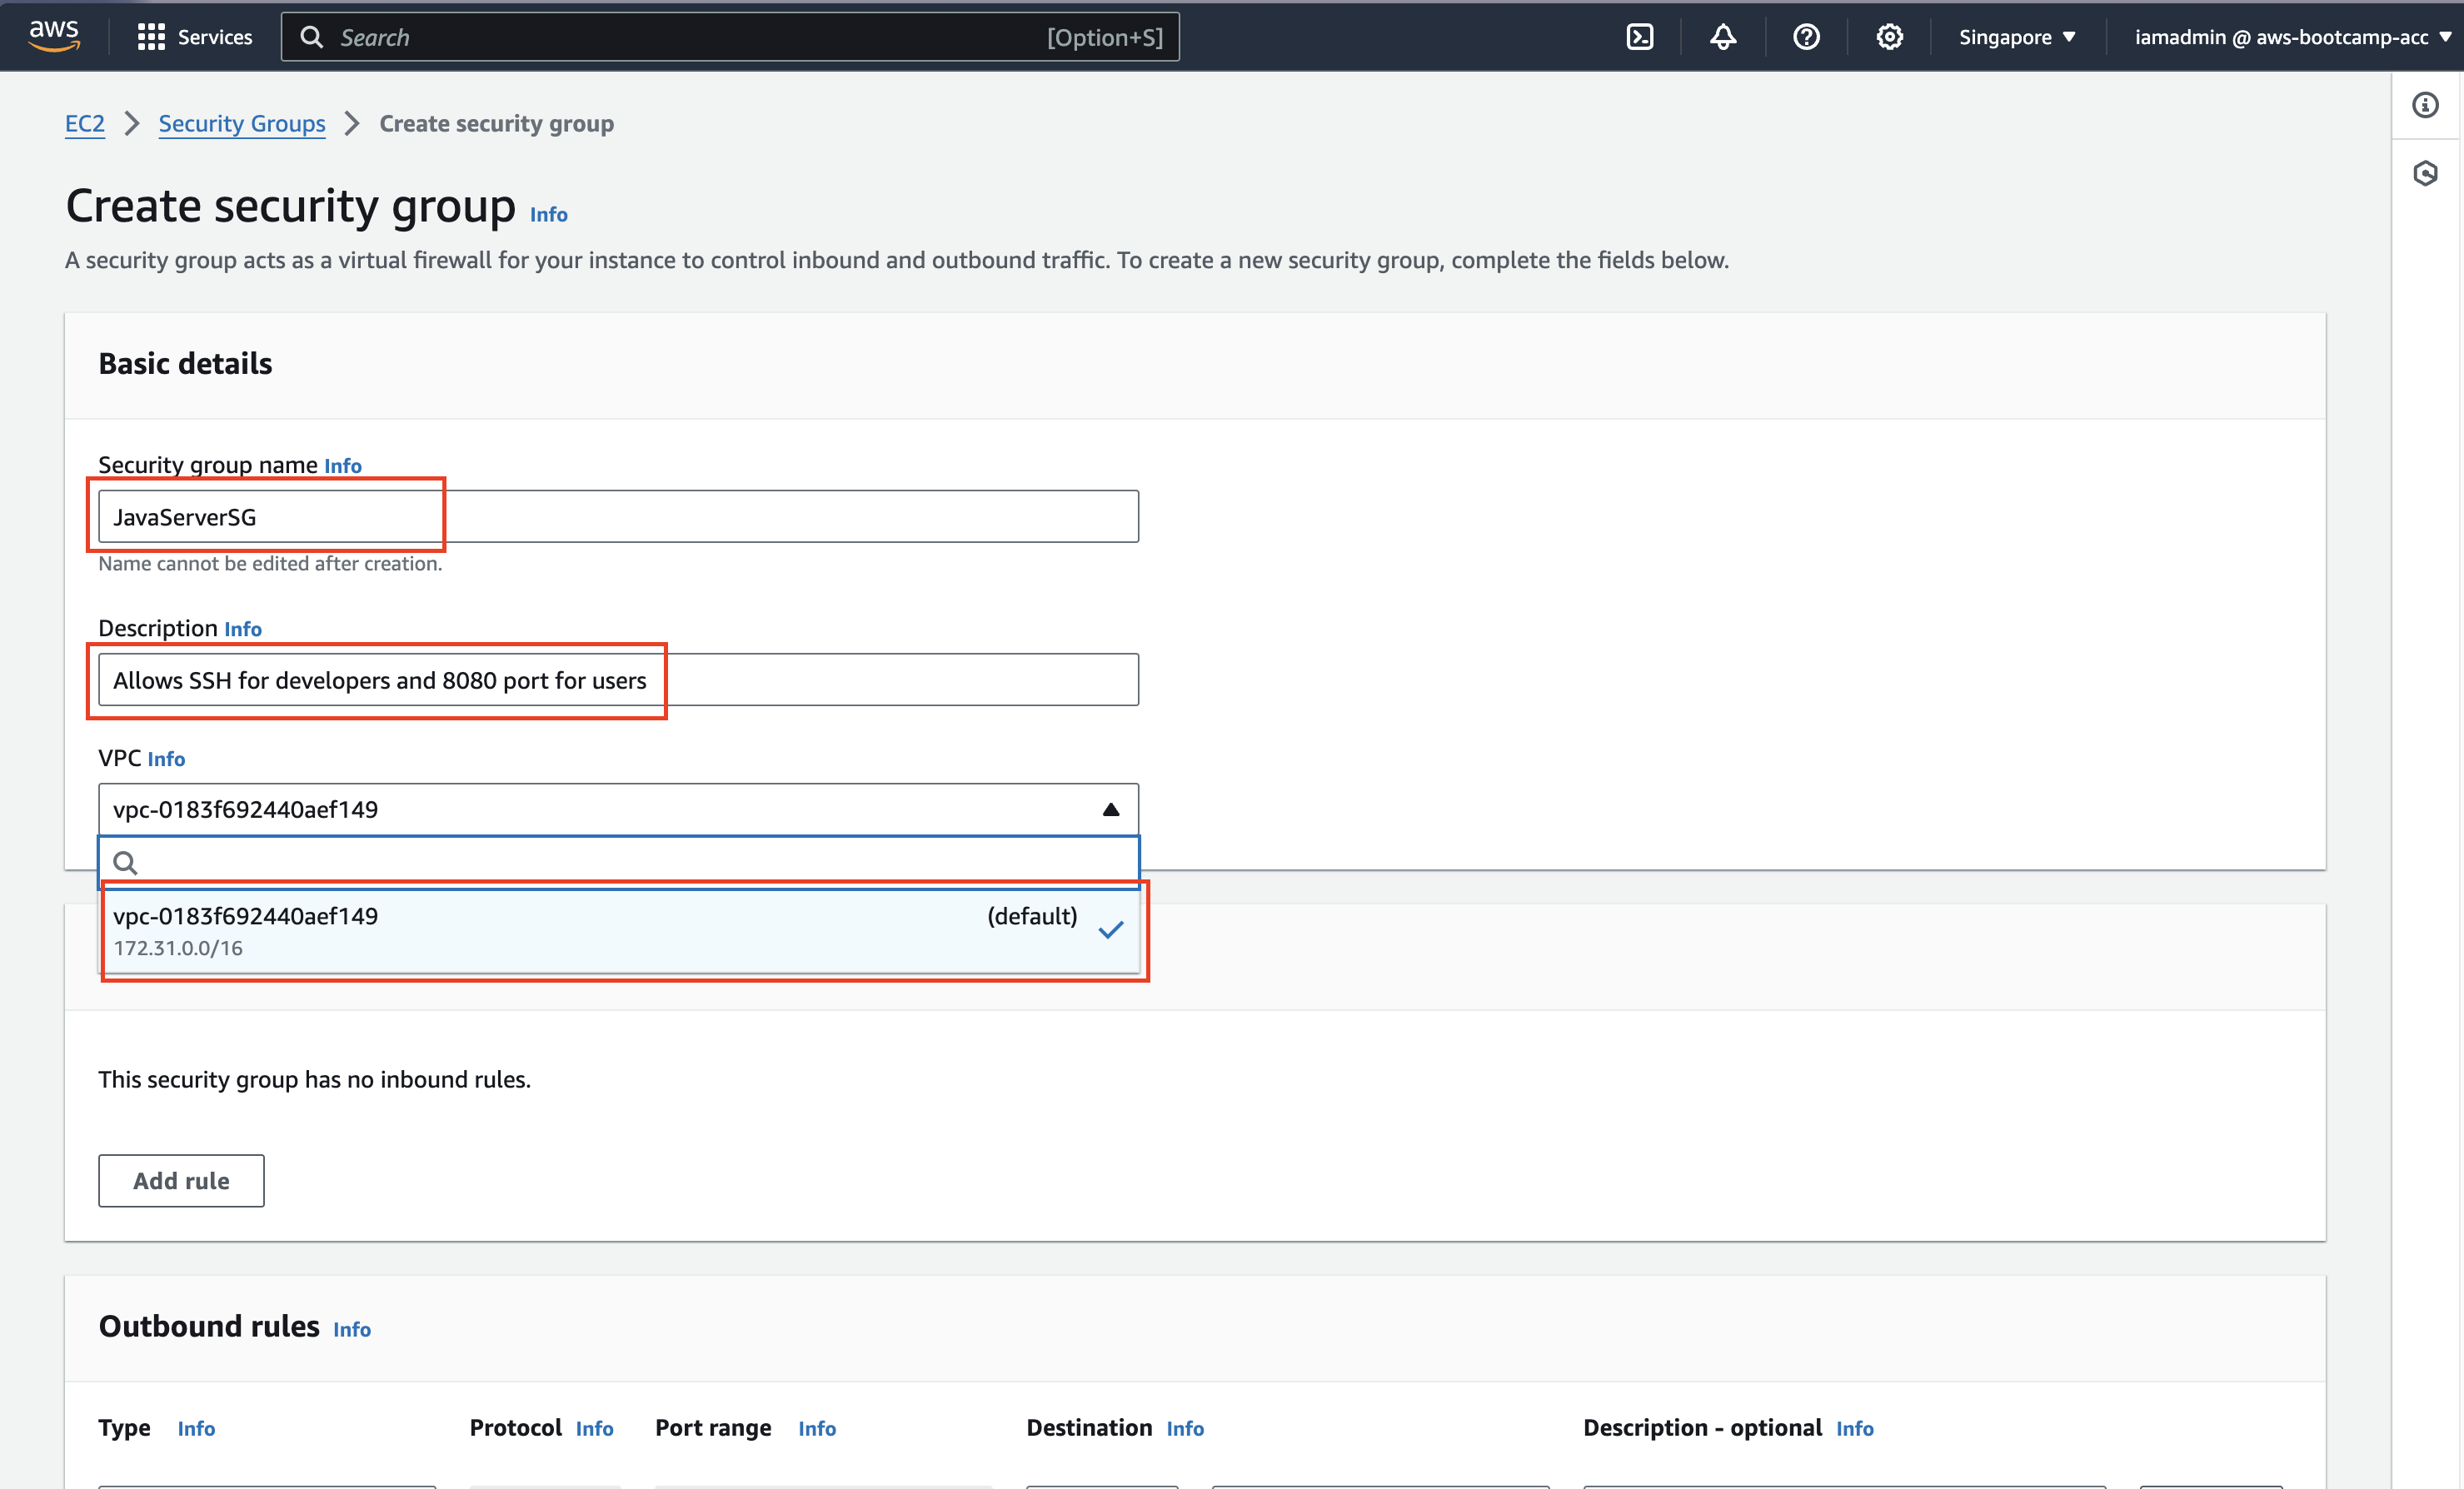 aws Services Search [Option+S] Singapore iamadmin @ aws-bootcamp-acc
EC2 Security Groups Create security group
Create security group Info
A security group acts as a virtual firewall for your instance to control inbound and outbound traffic. To create a new security group, complete the fields below.
Basic details
Security group name Info
JavaServerSG
Name cannot be edited after creation.
Description Info
Allows SSH for developers and 8080 port for users
VPC Info
vpc-0183f692440aef149
vpc-0183f692440aef149 (default)
172.31.0.0/16
This security group has no inbound rules.
Add rule
Outbound rules Info
Type Info Protocol Info Port range Info Destination Info Description - optional Info